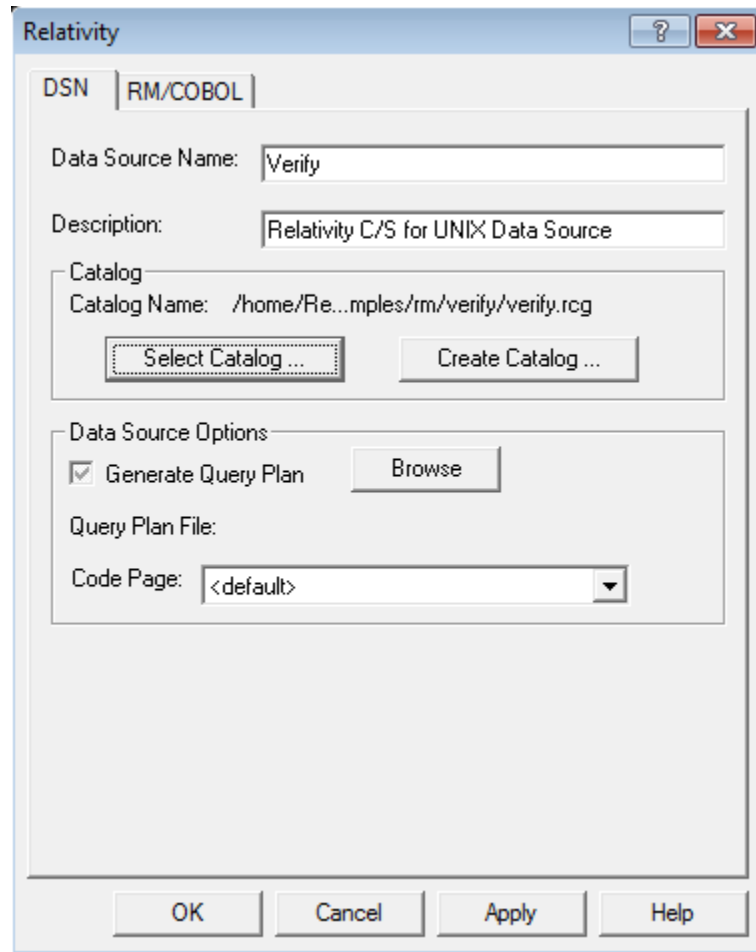 Relativity
DSN RM/COBOL
Data Source Name: Verify
Description: Relativity C/S for UNIX Data Source
Catalog
Catalog Name: /home/Re...mples/rm/verify/verify.rcg
Select Catalog ... Create Catalog ...
Data Source Options
Generate Query Plan Browse
Query Plan File:
Code Page: <default>
OK Cancel Apply Help